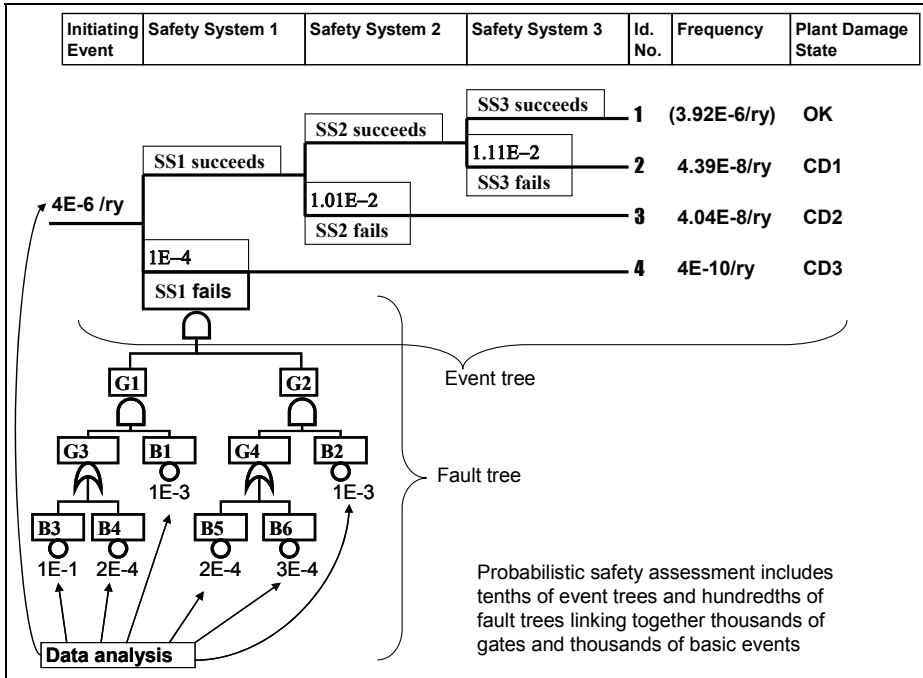 Initiating Event
Safety System 1
Safety System 2
Safety System 3
Id. No.
Frequency
Plant Damage State
SS3 succeeds
1
(3.92E-6/ry)
OK
SS2 succeeds
1.11E–2
SS3 fails
2
4.39E-8/ry
CD1
SS1 succeeds
4E-6 /ry
1.01E–2
SS2 fails
3
4.04E-8/ry
CD2
1E–4
SS1 fails
4
4E-10/ry
CD3
Event tree
G1
G2
G3
B1
G4
B2
1E-3
1E-3
Fault tree
B3
B4
B5
B6
1E-1
2E-4
2E-4
3E-4
Data analysis
Probabilistic safety assessment includes
tenths of event trees and hundredths of
fault trees linking together thousands of
gates and thousands of basic events